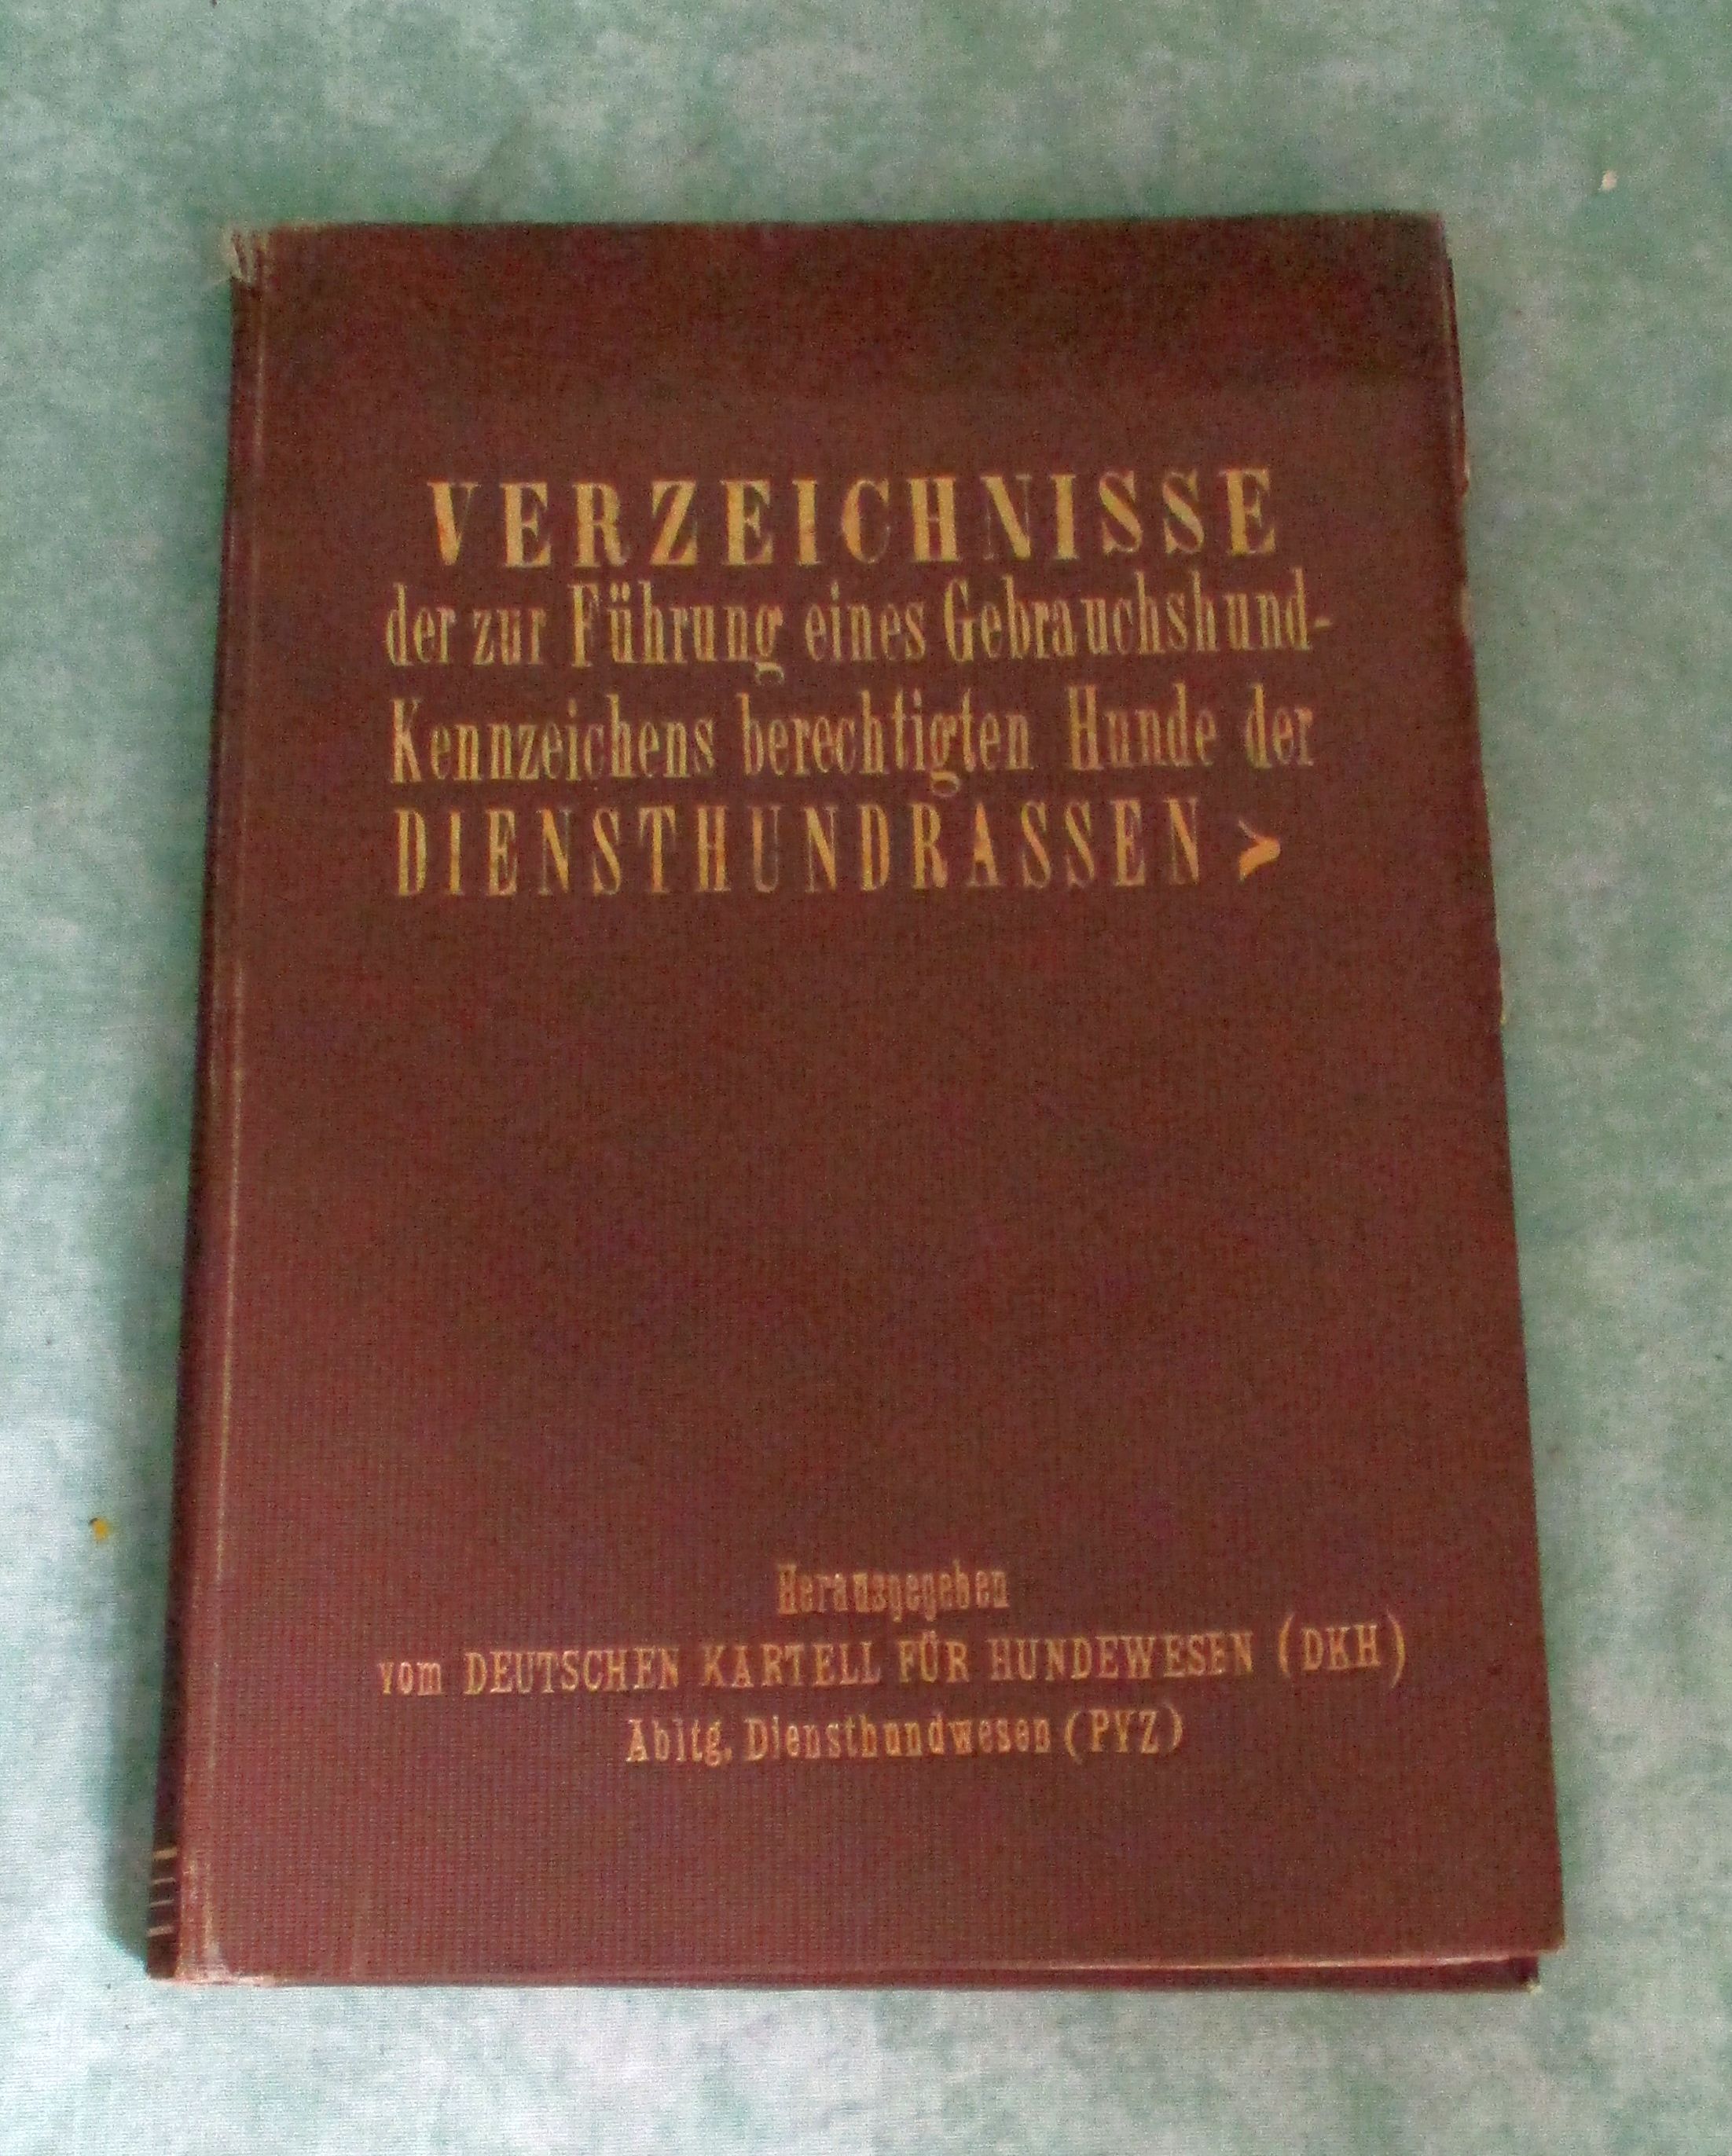 VERZEICHNISSE
der zur Führung eines Gebrauchshund-
Kennzeichens berechtigten Hunde der
DIENSTHUNDRASSEN
Herausgegeben
vom DEUTSCHEN KARTELL FÜR HUNDEWESEN (DKH)
Abltg. Diensthundwesen (PVZ)